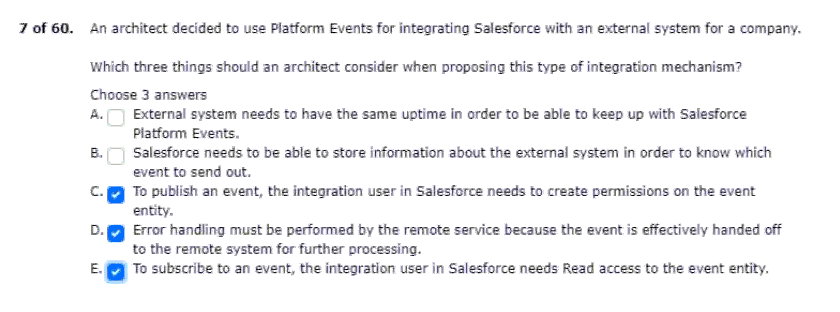 7 of 60. An architect decided to use Platform Events for integrating Salesforce with an external system for a company.
Which three things should an architect consider when proposing this type of integration mechanism?
Choose 3 answers
A. External system needs to have the same uptime in order to be able to keep up with Salesforce
Platform Events.
B. Salesforce needs to be able to store information about the external system in order to know which
event to send out.
C. To publish an event, the integration user in Salesforce needs to create permissions on the event
entity.
D. Error handling must be performed by the remote service because the event is effectively handed off
to the remote system for further processing.
E. To subscribe to an event, the integration user in Salesforce needs Read access to the event entity.